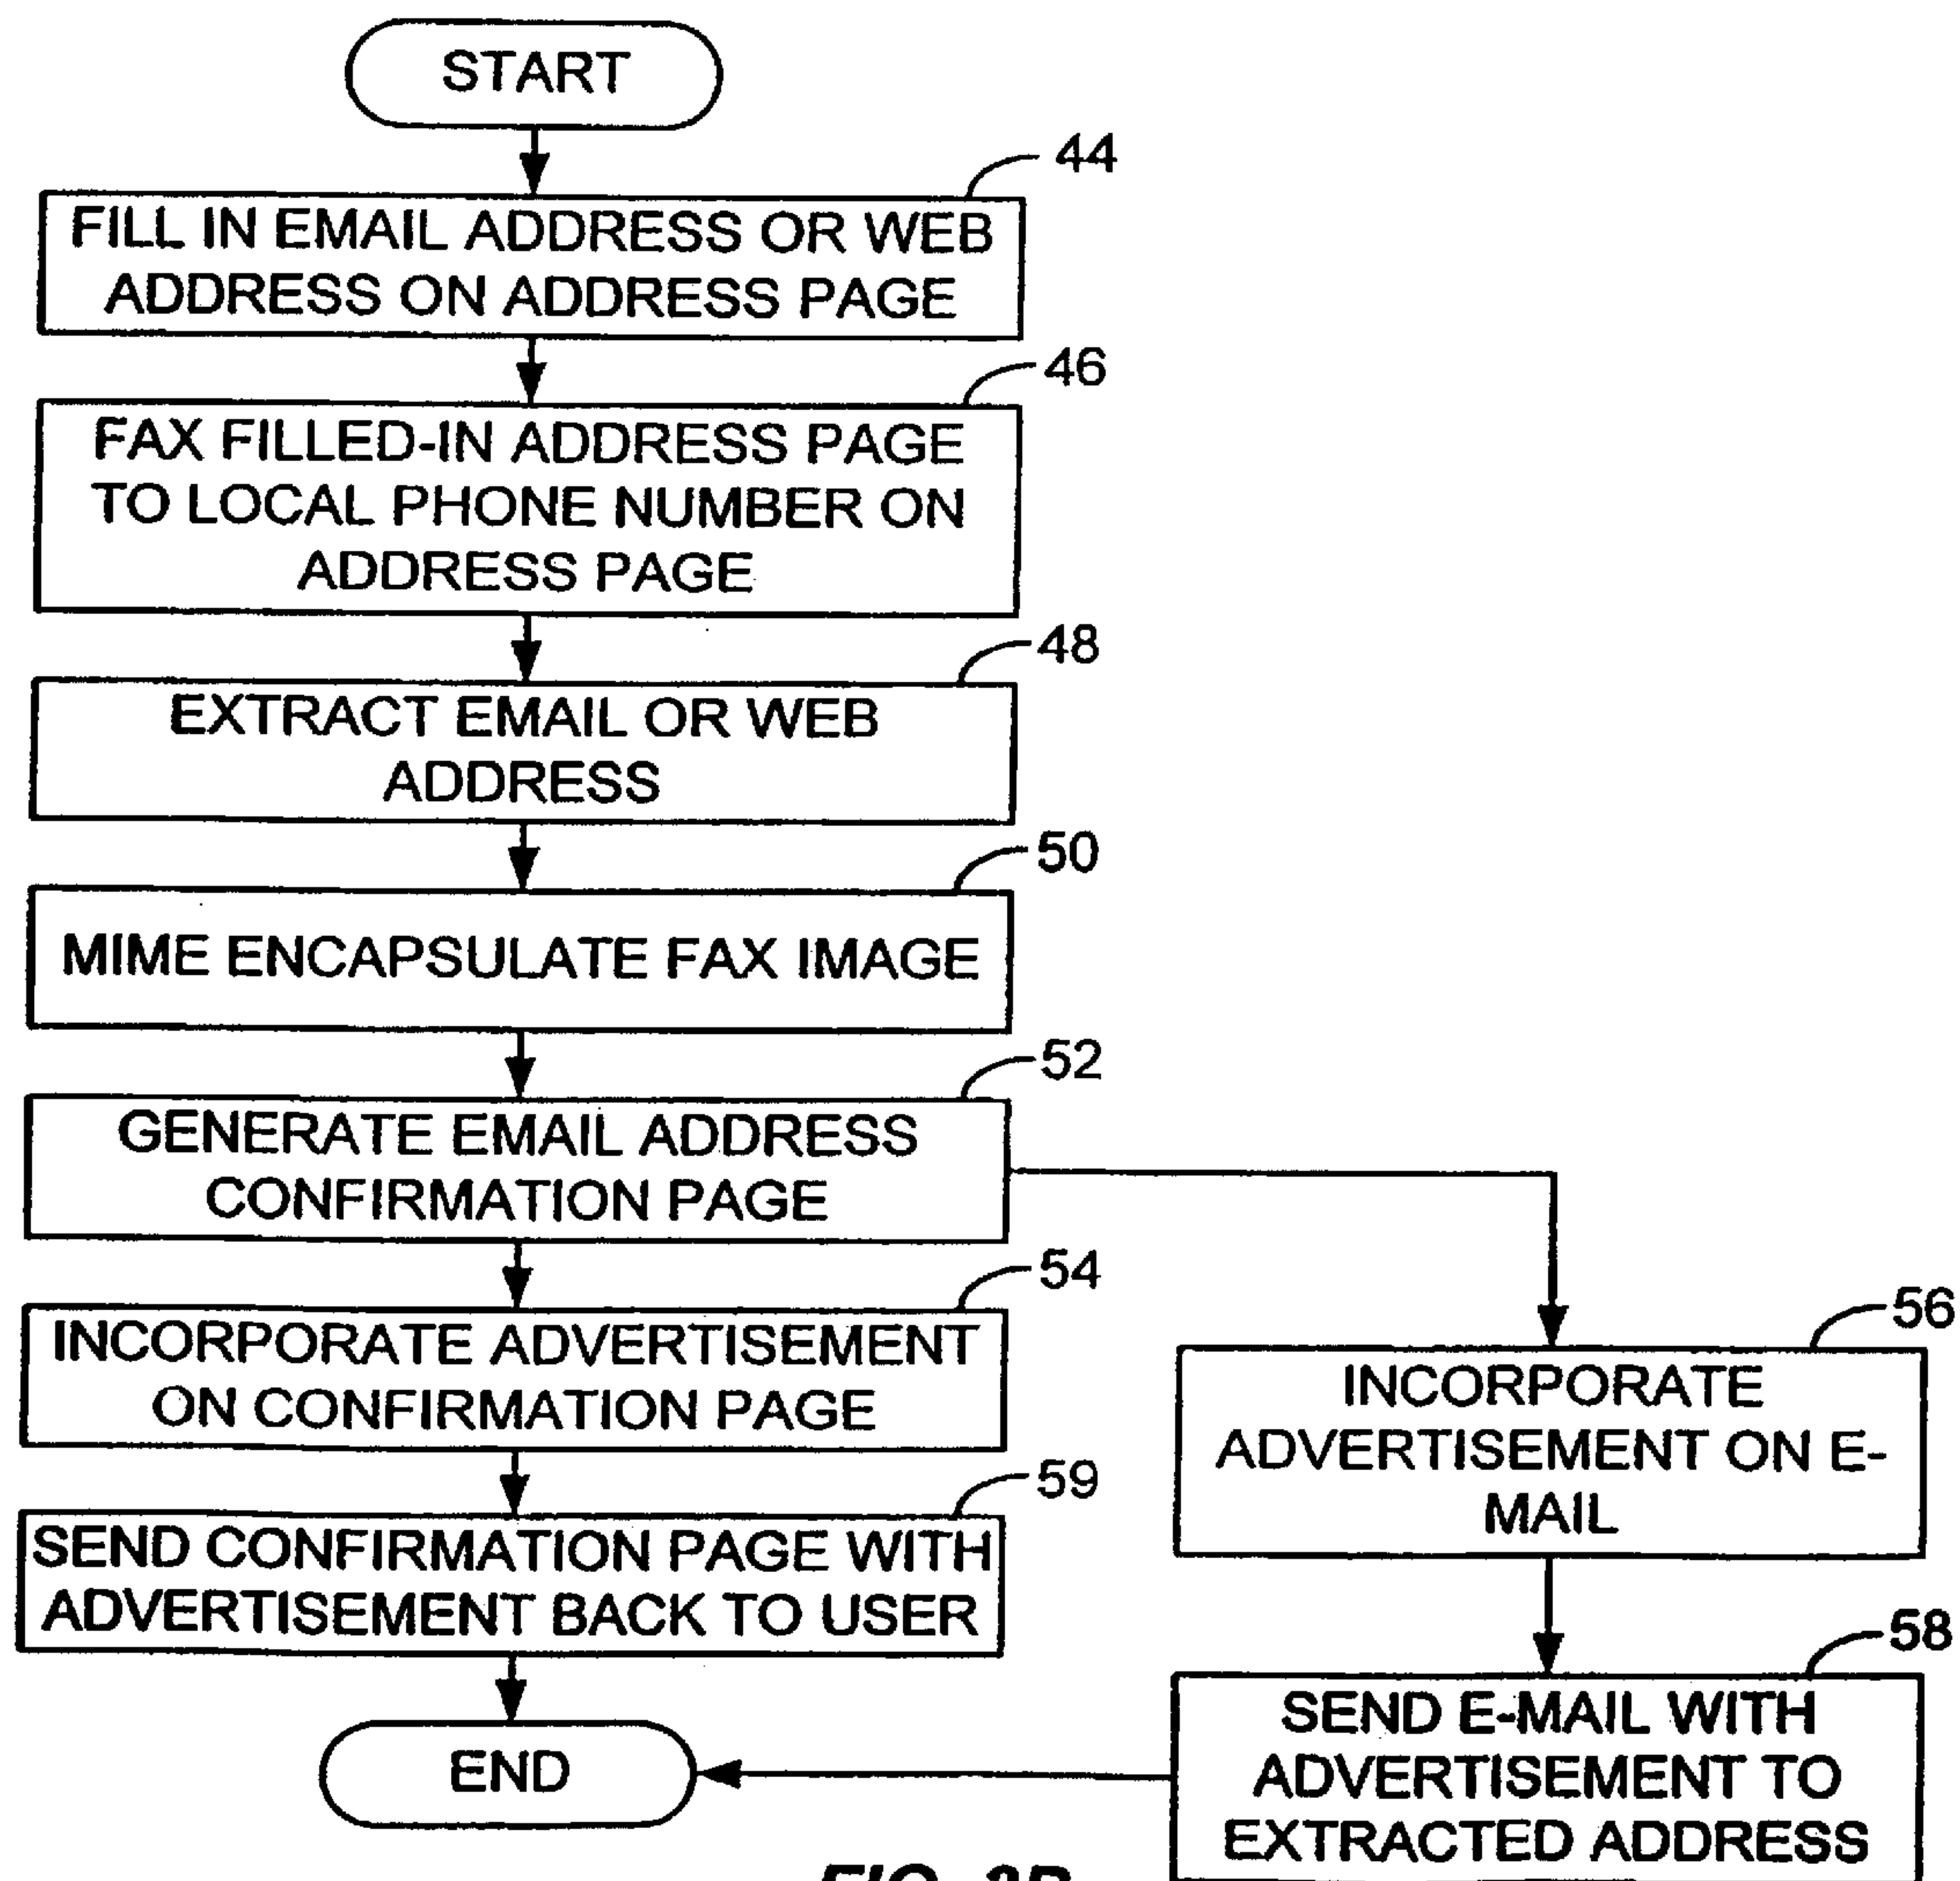 START
44
FILL IN EMAIL ADDRESS OR WEB
ADDRESS ON ADDRESS PAGE
46
FAX FILLED-IN ADDRESS PAGE
TO LOCAL PHONE NUMBER ON
ADDRESS PAGE
48
EXTRACT EMAIL OR WEB
ADDRESS
50
MIME ENCAPSULATE FAX IMAGE
52
GENERATE EMAIL ADDRESS
CONFIRMATION PAGE
54
INCORPORATE ADVERTISEMENT
ON CONFIRMATION PAGE
56
INCORPORATE
ADVERTISEMENT ON E-
MAIL
59
SEND CONFIRMATION PAGE WITH
ADVERTISEMENT BACK TO USER
58
SEND E-MAIL WITH
ADVERTISEMENT TO
EXTRACTED ADDRESS
END